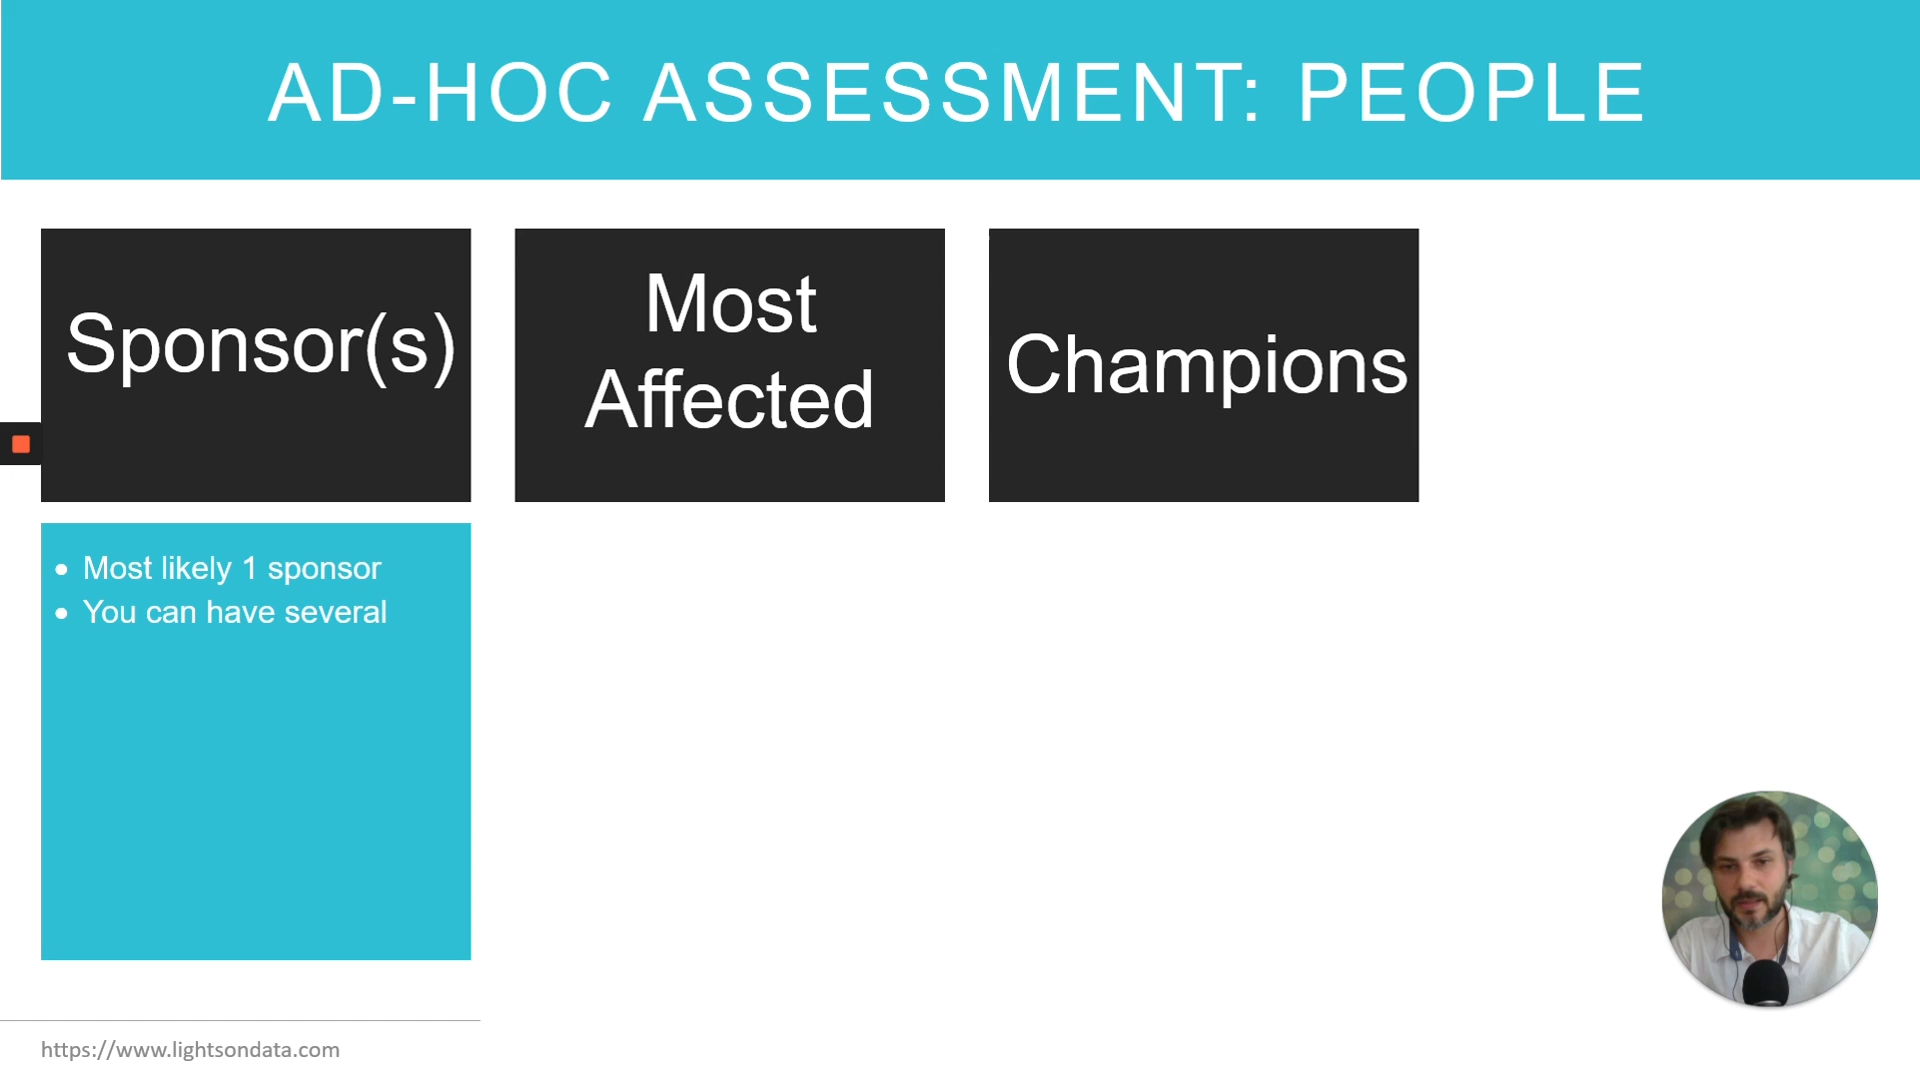 AD-HOC ASSESSMENT: PEOPLE
Sponsor(s)
Most
Affected
Champions
• Most likely 1 sponsor
• You can have several
https://www.lightsondata.com